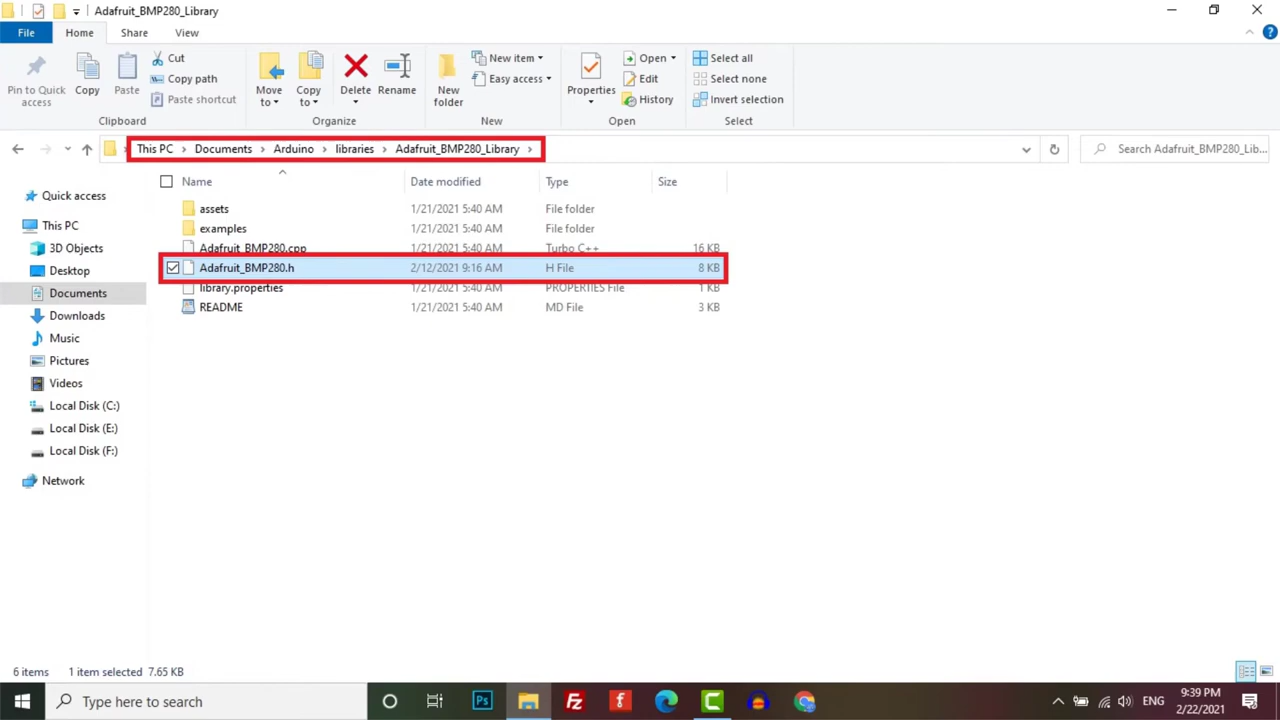 Adafruit_BMP280_Library
File Home Share View
Pin to Quick access
Copy
Paste
Cut
Copy path
Paste shortcut
Move to
Copy to
Delete
Rename
New folder
New item
Easy access
Properties
Open
Edit
History
Select all
Select none
Invert selection
Clipboard Organize New Open Select
This PC Documents Arduino libraries Adafruit_BMP280_Library
Search Adafruit_BMP280_Lib...
Name Date modified Type Size
assets 1/21/2021 5:40 AM File folder
examples 1/21/2021 5:40 AM File folder
Adafruit_BMP280.cpp 1/21/2021 5:40 AM Turbo C++ 16 KB
Adafruit_BMP280.h 2/12/2021 9:16 AM H File 8 KB
library.properties 1/21/2021 5:40 AM PROPERTIES File 1 KB
README 1/21/2021 5:40 AM MD File 3 KB
Quick access
This PC
3D Objects
Desktop
Documents
Downloads
Music
Pictures
Videos
Local Disk (C:)
Local Disk (E:)
Local Disk (F:)
Network
6 items 1 item selected 7.65 KB
Type here to search
Ps
ENG
9:39 PM
2/22/2021